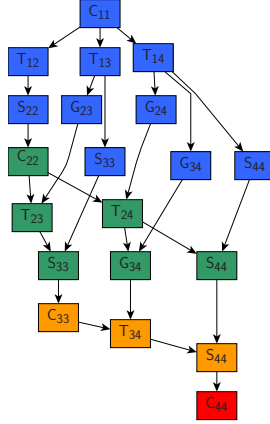 C₁₁
T₁₂ T₁₃ T₁₄
S₂₂ G₂₃ G₂₄
C₂₂ S₃₃ G₃₄ S₄₄
T₂₃ T₂₄
S₃₃ G₃₄ S₄₄
C₃₃ T₃₄
S₄₄
C₄₄